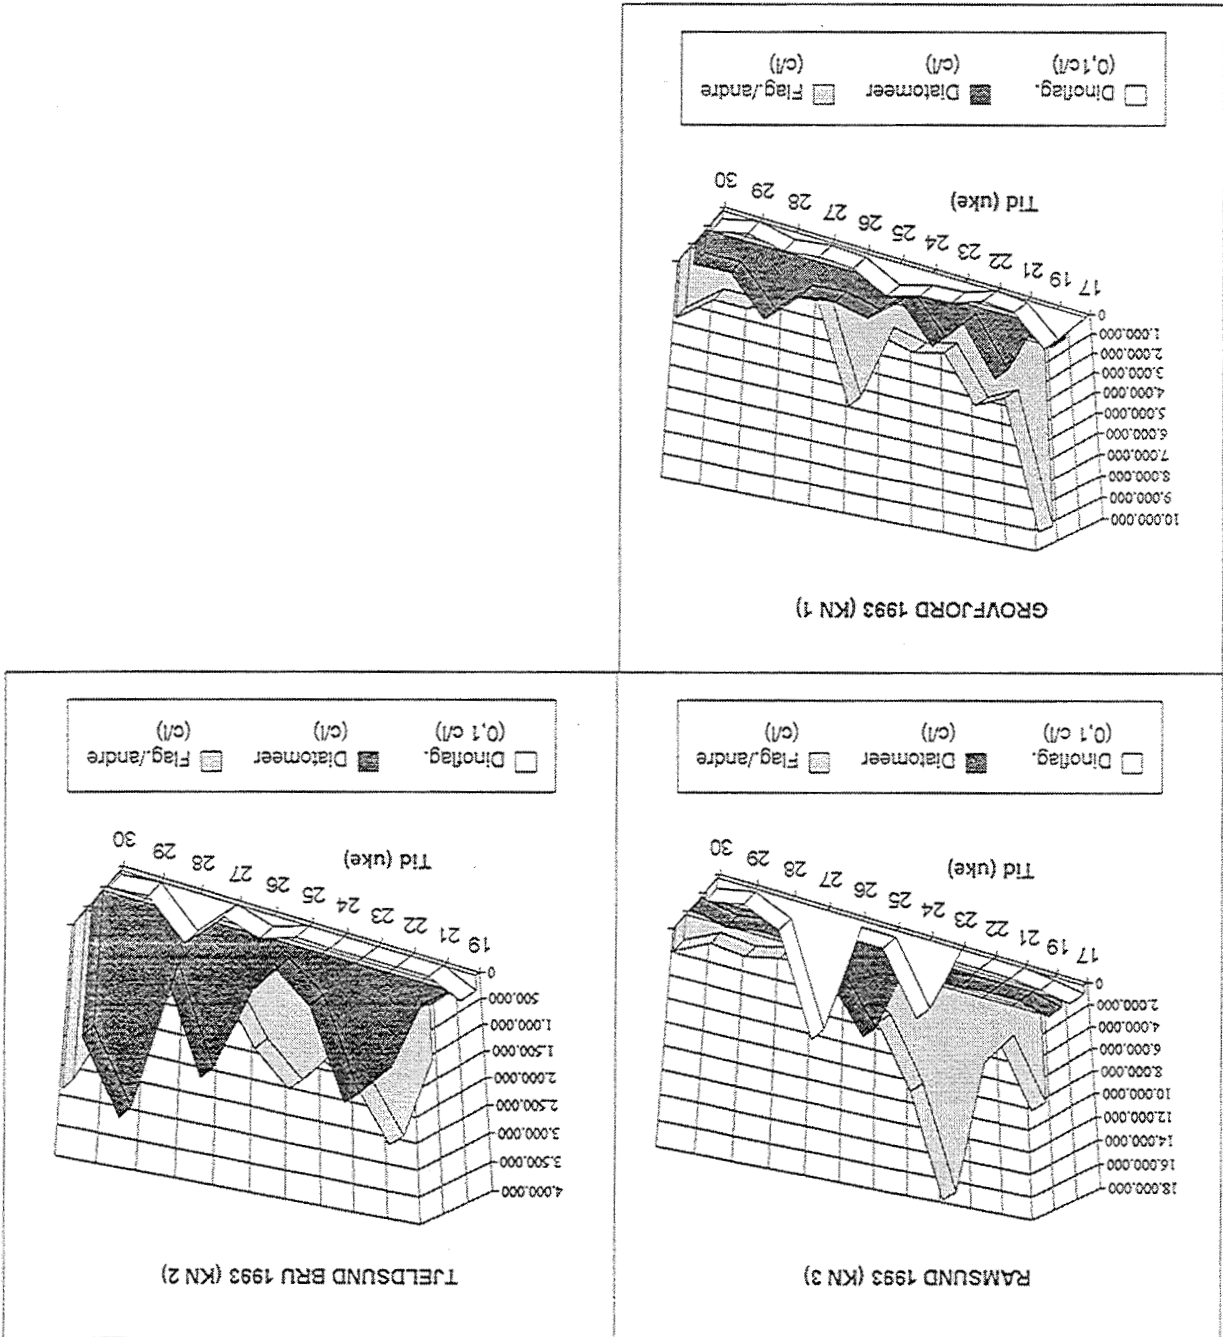 RAMSUND 1993 (KN 3)
18.000.000
16.000.000
14.000.000
12.000.000
10.000.000
8.000.000
6.000.000
4.000.000
2.000.000
0
17 19 21 22 23 24 25 26 27 28 29 30
Tid (uke)
Dinoflag. Diatomeer Flag./andre
(0,1 c/l) (c/l) (c/l)
TJELDSUND BRU 1993 (KN 2)
4.000.000
3.500.000
3.000.000
2.500.000
2.000.000
1.500.000
1.000.000
500.000
0
19 21 22 23 24 25 26 27 28 29 30
Tid (uke)
Dinoflag. Diatomeer Flag./andre
(0,1 c/l) (c/l) (c/l)
GROVFJORD 1993 (KN 1)
10.000.000
9.000.000
8.000.000
7.000.000
6.000.000
5.000.000
4.000.000
3.000.000
2.000.000
1.000.000
0
17 19 21 22 23 24 25 26 27 28 29 30
Tid (uke)
Dinoflag. Diatomeer Flag./andre
(0,1c/l) (c/l) (c/l)